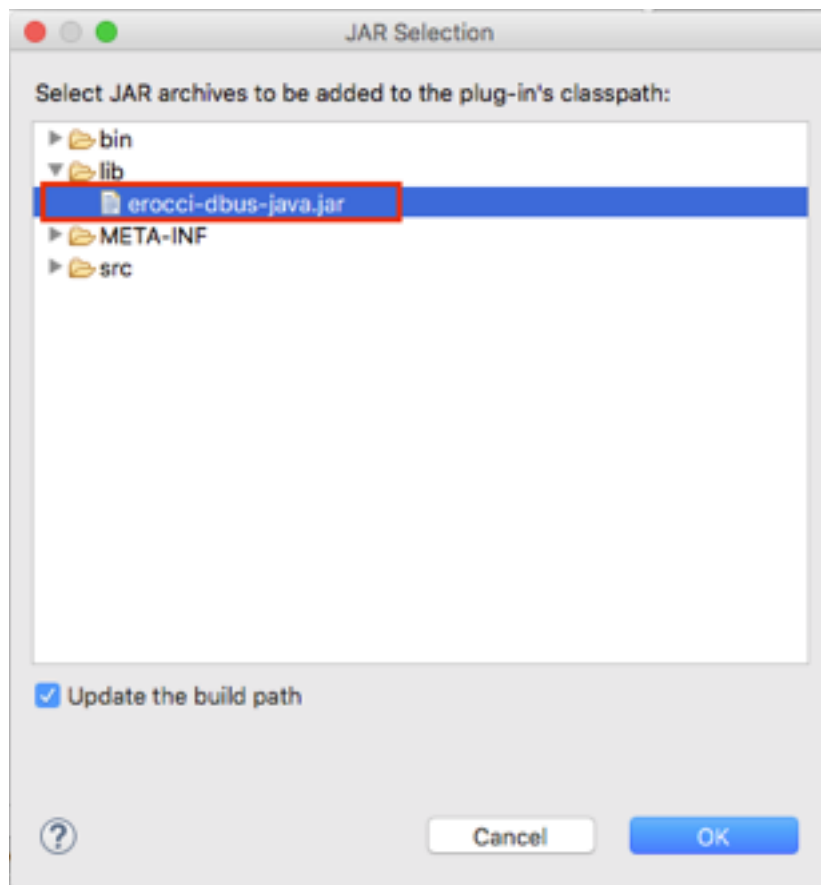 JAR Selection
Select JAR archives to be added to the plug-in's classpath:
bin
lib
erocci-dbus-java.jar
META-INF
src
Update the build path
?
Cancel
OK